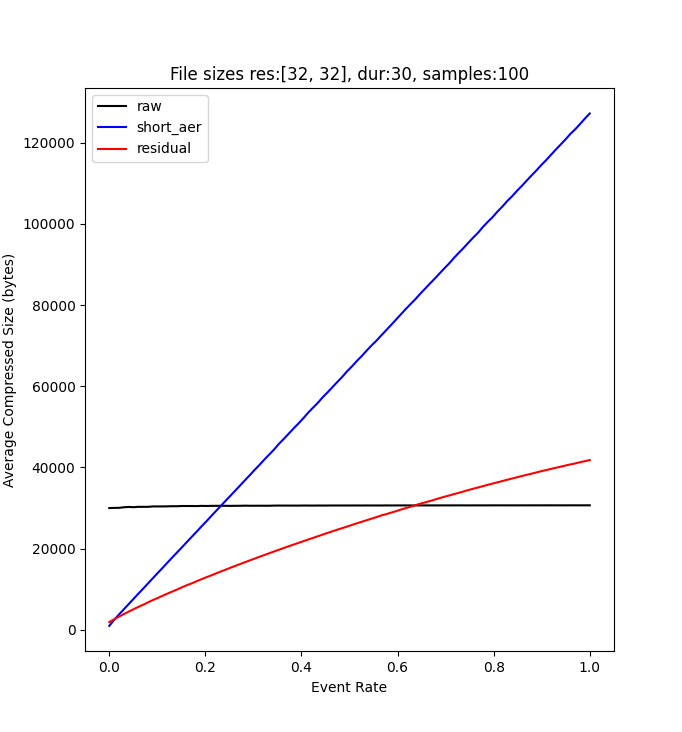 File sizes res:[32, 32], dur:30, samples:100
raw
short_aer
residual
120000
100000
80000
60000
40000
20000
0
Average Compressed Size (bytes)
0.0 0.2 0.4 0.6 0.8 1.0
Event Rate